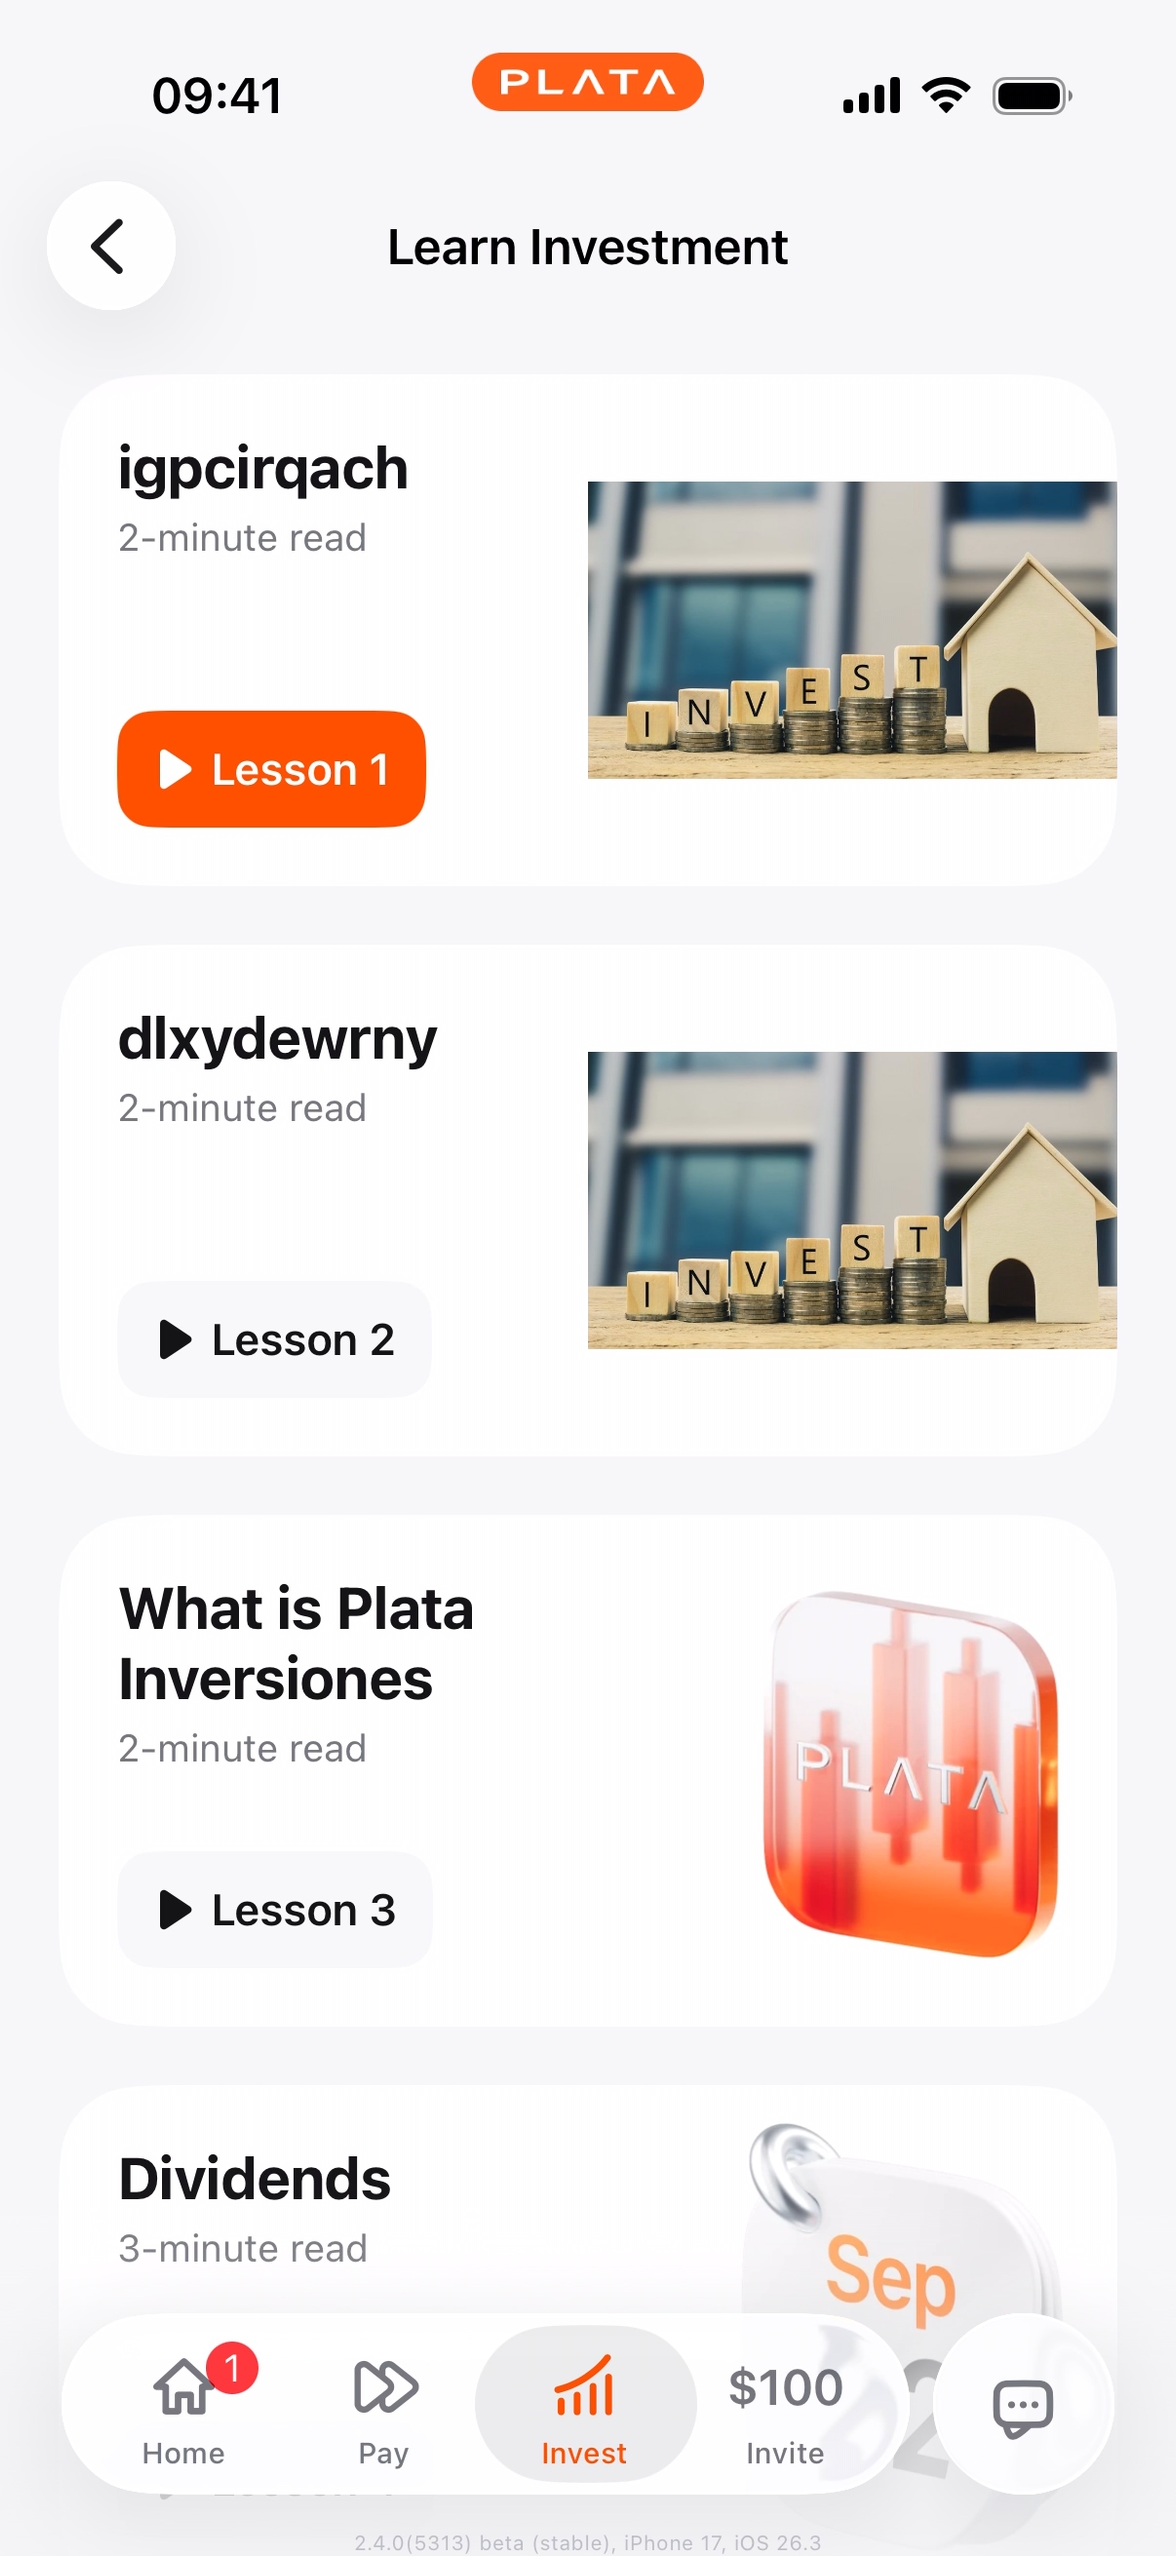 09:41
PLATA
Learn Investment
igpcirqach
2-minute read
Lesson 1
I N V E S T
dlxydewrny
2-minute read
Lesson 2
I N V E S T
What is Plata
Inversiones
2-minute read
Lesson 3
PLATA
Dividends
3-minute read
Sep
2
1
$100
Home
Pay
Invest
Invite
2.4.0(5313) beta (stable), iPhone 17, iOS 26.3